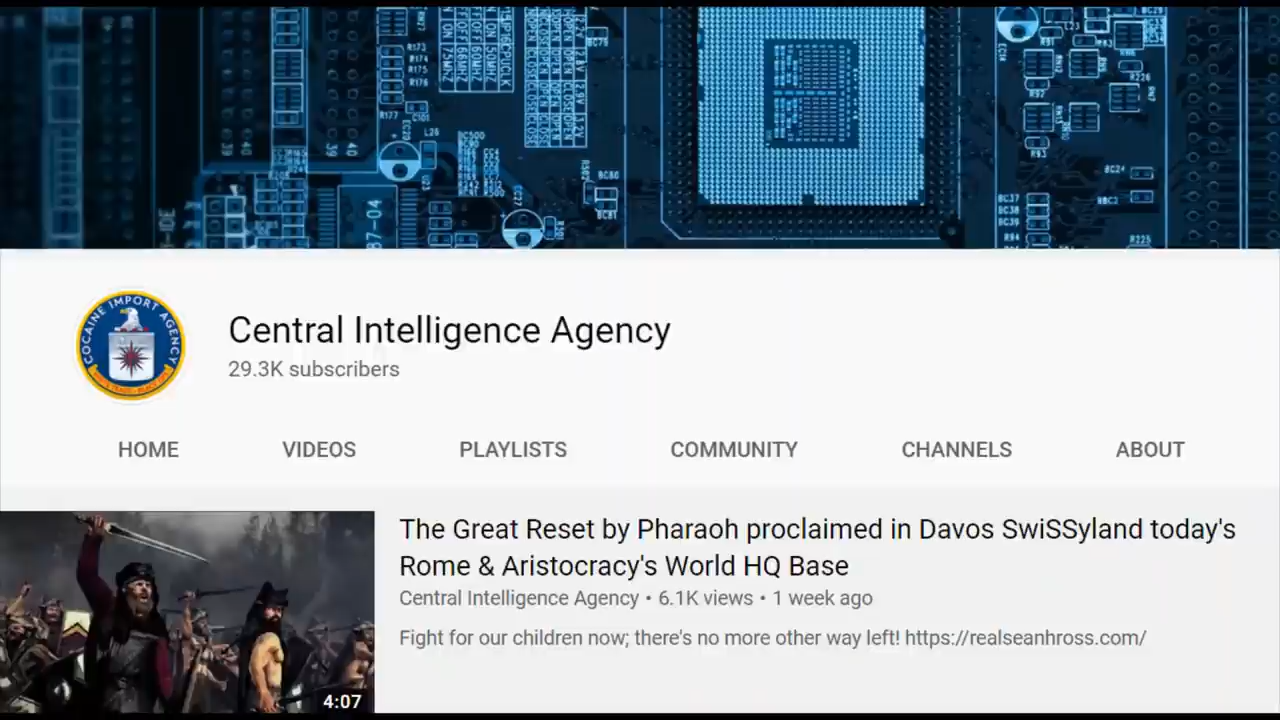 COCAINE IMPORT AGENCY
Central Intelligence Agency
29.3K subscribers
HOME VIDEOS PLAYLISTS COMMUNITY CHANNELS ABOUT
The Great Reset by Pharaoh proclaimed in Davos SwiSSyland today's
Rome & Aristocracy's World HQ Base
Central Intelligence Agency • 6.1K views • 1 week ago
Fight for our children now; there's no more other way left! https://realseanhross.com/
4:07